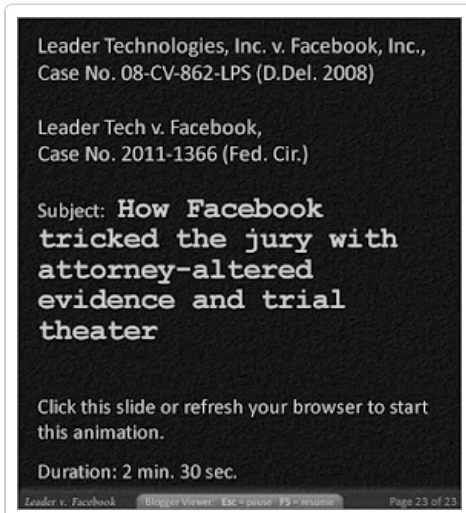 Leader Technologies, Inc. v. Facebook, Inc.,
Case No. 08-CV-862-LPS (D.Del. 2008)
Leader Tech v. Facebook,
Case No. 2011-1366 (Fed. Cir.)
Subject: How Facebook
tricked the jury with
attorney-altered
evidence and trial
theater
Click this slide or refresh your browser to start
this animation.
Duration: 2 min. 30 sec.
Leader v. Facebook Blogger Viewer: Esc = pause F5 = resume Page 23 of 23